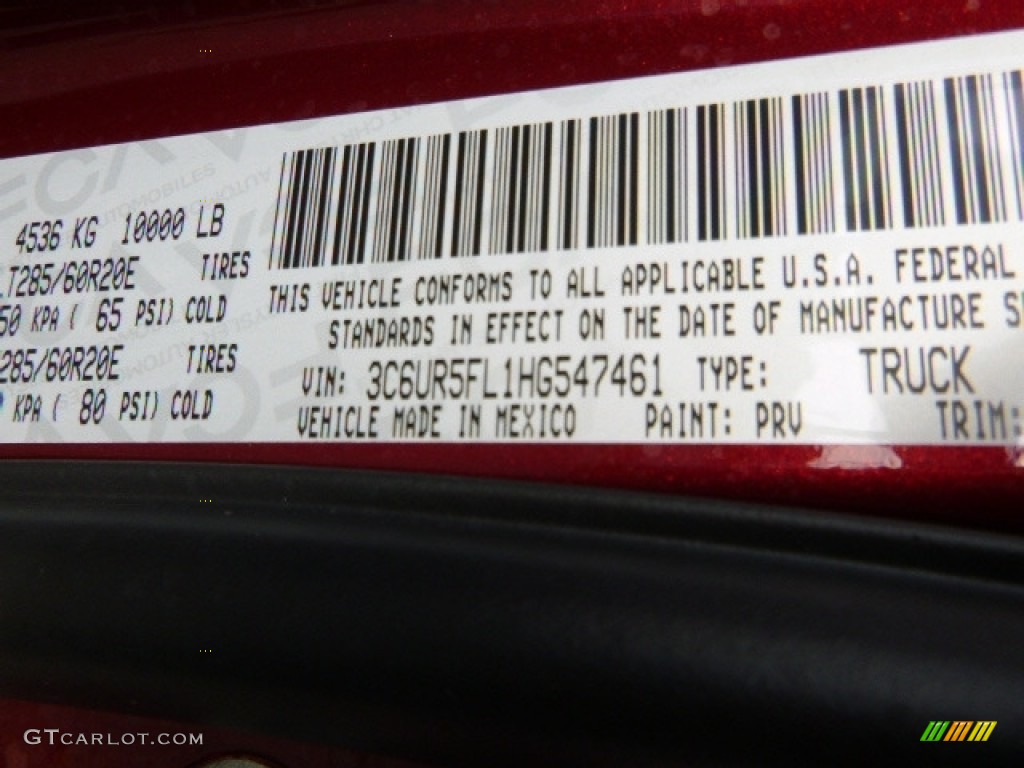 4536 KG 10000 LB
T285/60R20E TIRES
50 KPA ( 65 PSI) COLD
285/60R20E TIRES
KPA ( 80 PSI) COLD
THIS VEHICLE CONFORMS TO ALL APPLICABLE U.S.A. FEDERAL
STANDARDS IN EFFECT ON THE DATE OF MANUFACTURE S
VIN: 3C6UR5FL1HG547461 TYPE: TRUCK
VEHICLE MADE IN MEXICO PAINT: PRV TRIM:
GTCARLOT.COM